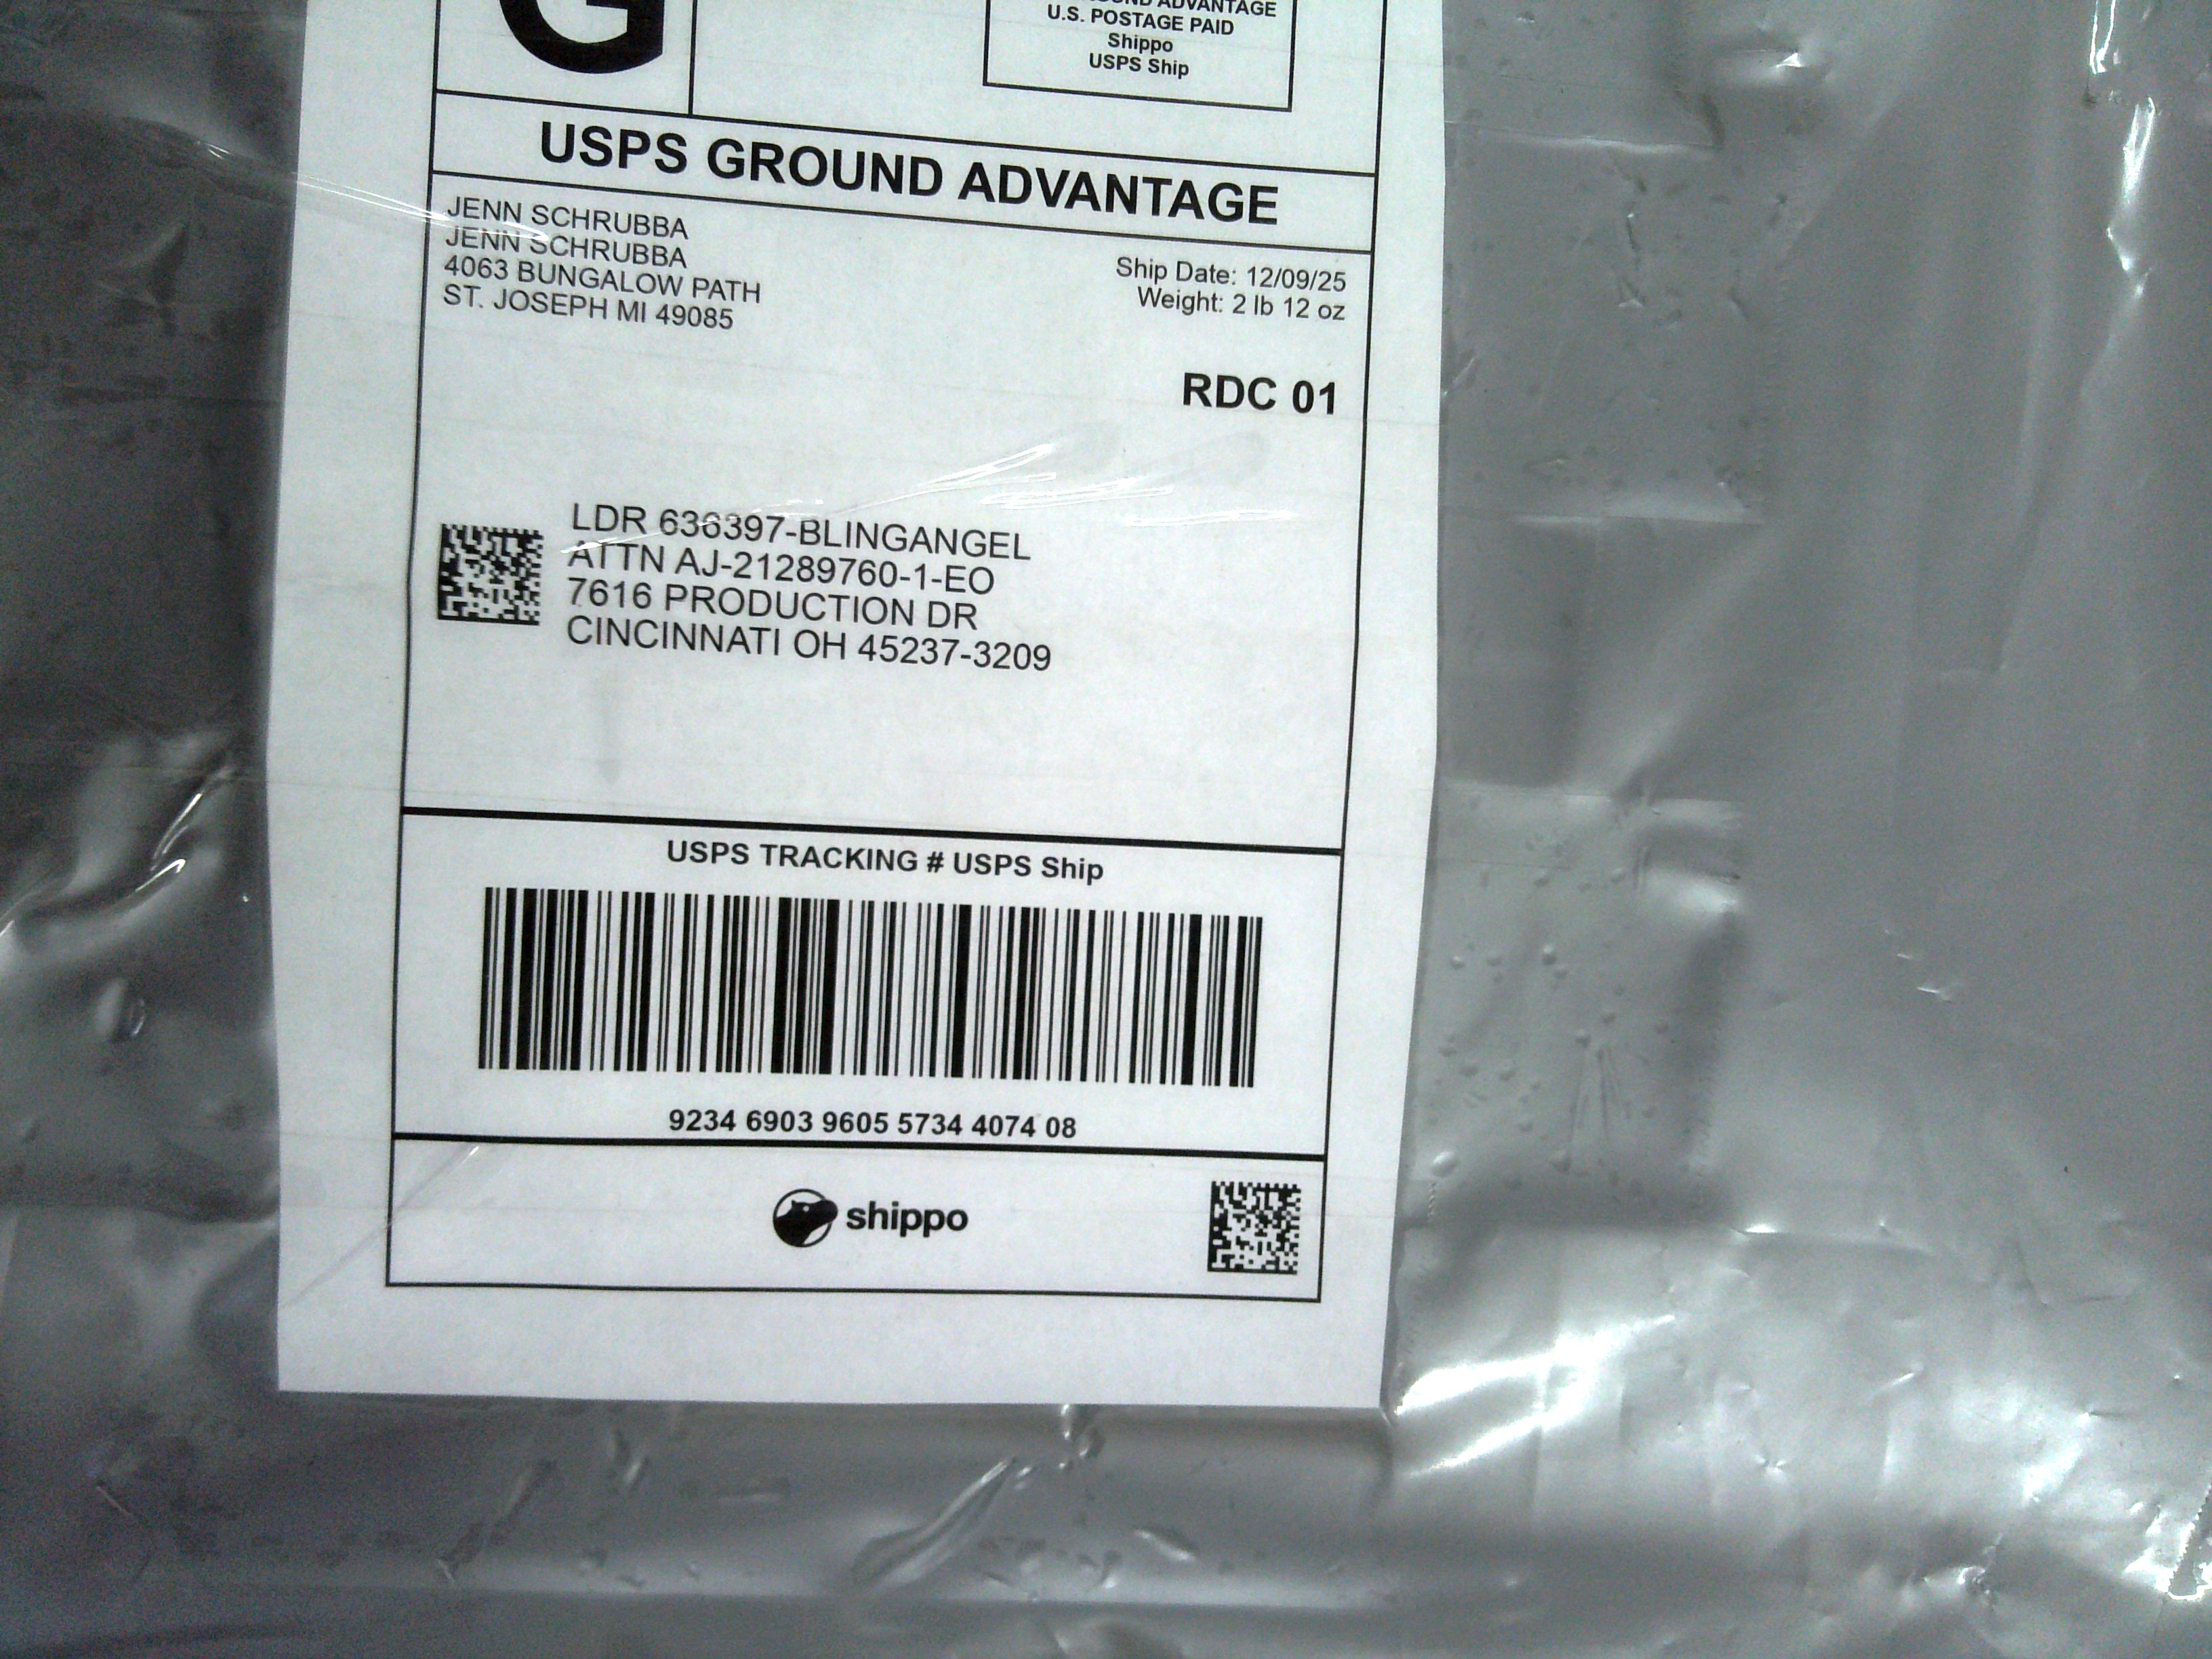 G
GROUND ADVANTAGE
U.S. POSTAGE PAID
Shippo
USPS Ship
USPS GROUND ADVANTAGE
JENN SCHRUBBA
JENN SCHRUBBA
4063 BUNGALOW PATH
ST. JOSEPH MI 49085
Ship Date: 12/09/25
Weight: 2 lb 12 oz
RDC 01
LDR 636397-BLINGANGEL
ATTN AJ-21289760-1-EO
7616 PRODUCTION DR
CINCINNATI OH 45237-3209
USPS TRACKING # USPS Ship
9234 6903 9605 5734 4074 08
shippo